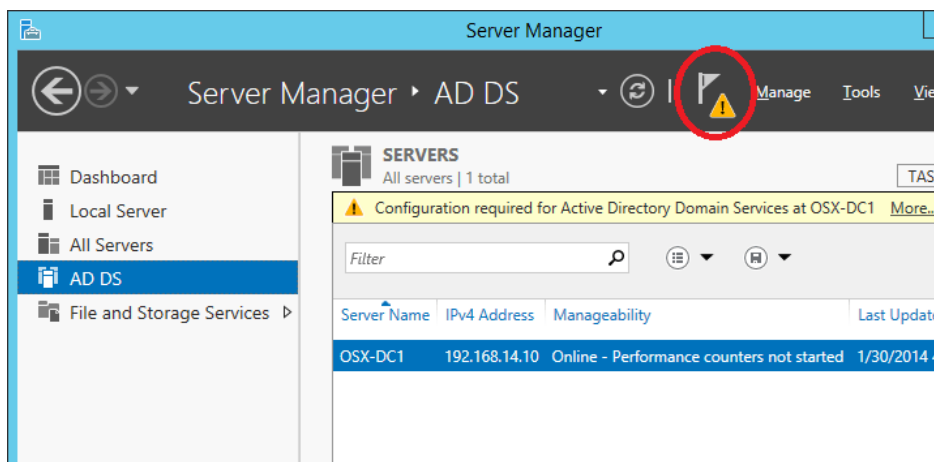 Server Manager
Server Manager ‣ AD DS
Manage
Tools
Dashboard
Local Server
All Servers
AD DS
File and Storage Services
SERVERS
All servers | 1 total
Configuration required for Active Directory Domain Services at OSX-DC1 More...
Filter
Server Name IPv4 Address Manageability Last
OSX-DC1 192.168.14.10 Online - Performance counters not started 1/30/2014